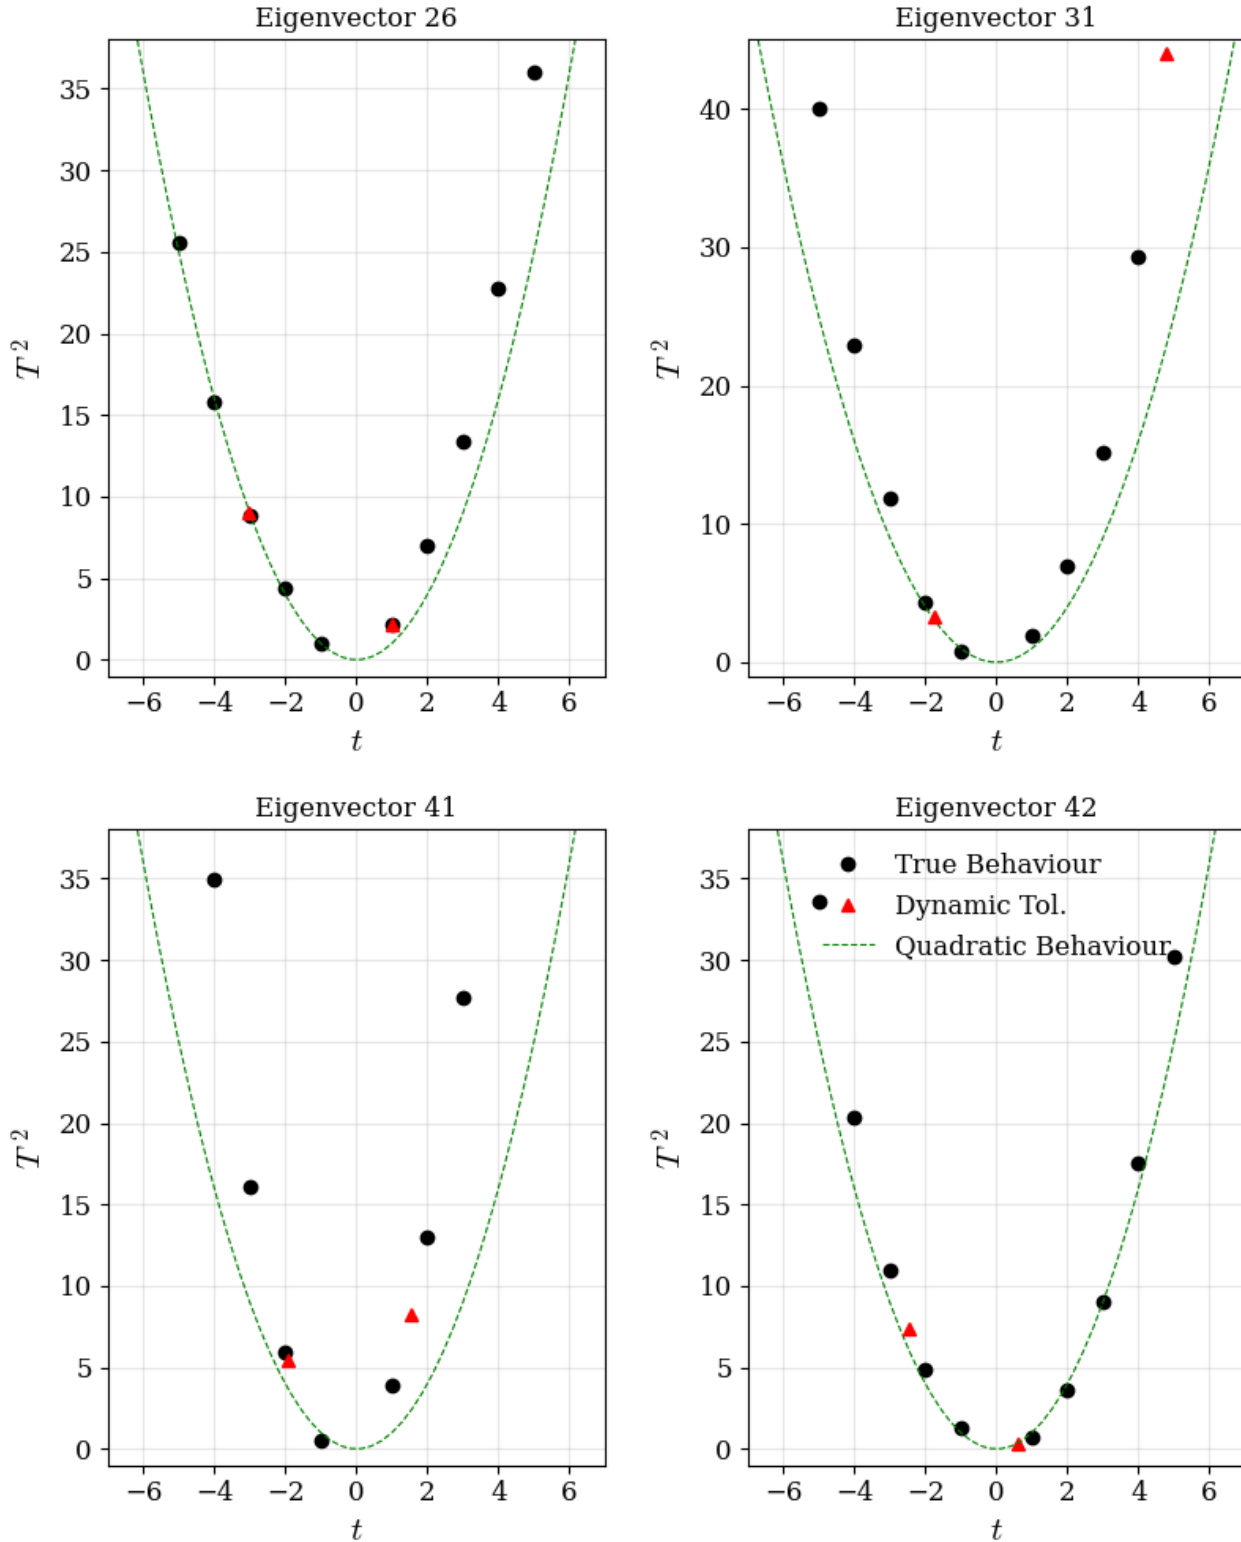 Eigenvector 26
35
30
25
20
15
10
5
0
T²
−6 −4 −2 0 2 4 6
t
Eigenvector 31
40
30
20
10
0
T²
−6 −4 −2 0 2 4 6
t
Eigenvector 41
35
30
25
20
15
10
5
0
T²
−6 −4 −2 0 2 4 6
t
Eigenvector 42
True Behaviour
Dynamic Tol.
Quadratic Behaviour
35
30
25
20
15
10
5
0
T²
−6 −4 −2 0 2 4 6
t